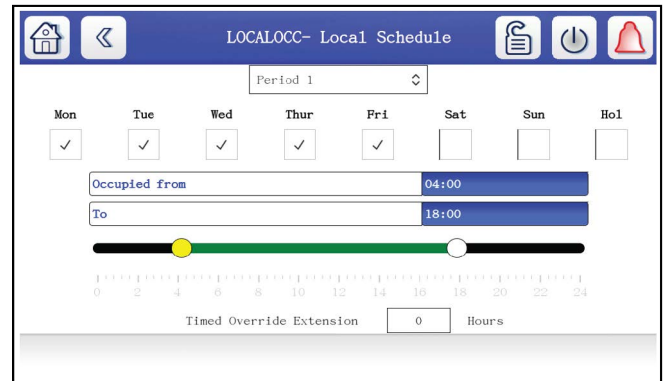 LOCALOCC- Local Schedule
Period 1
Mon Tue Wed Thur Fri Sat Sun Hol
Occupied from 04:00
To 18:00
0 2 4 6 8 10 12 14 16 18 20 22 24
Timed Override Extension 0 Hours